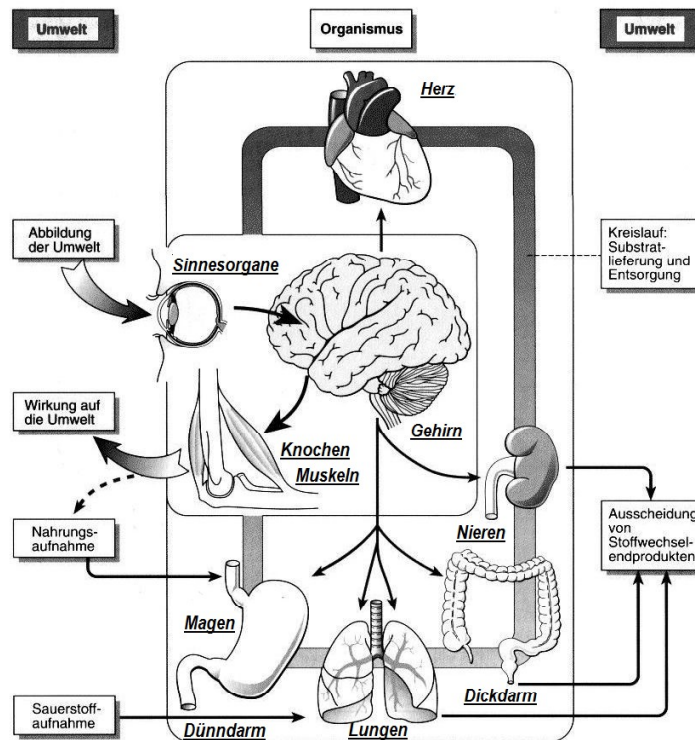 Umwelt
Organismus
Umwelt
Herz
Abbildung
der Umwelt
Sinnesorgane
Kreislauf:
Substrat-
lieferung und
Entsorgung
Wirkung auf
die Umwelt
Gehirn
Knochen
Muskeln
Nahrungs-
aufnahme
Nieren
Ausscheidung
von
Stoffwechsel-
endprodukten
Magen
Dickdarm
Sauerstoff-
aufnahme
Dünndarm
Lungen